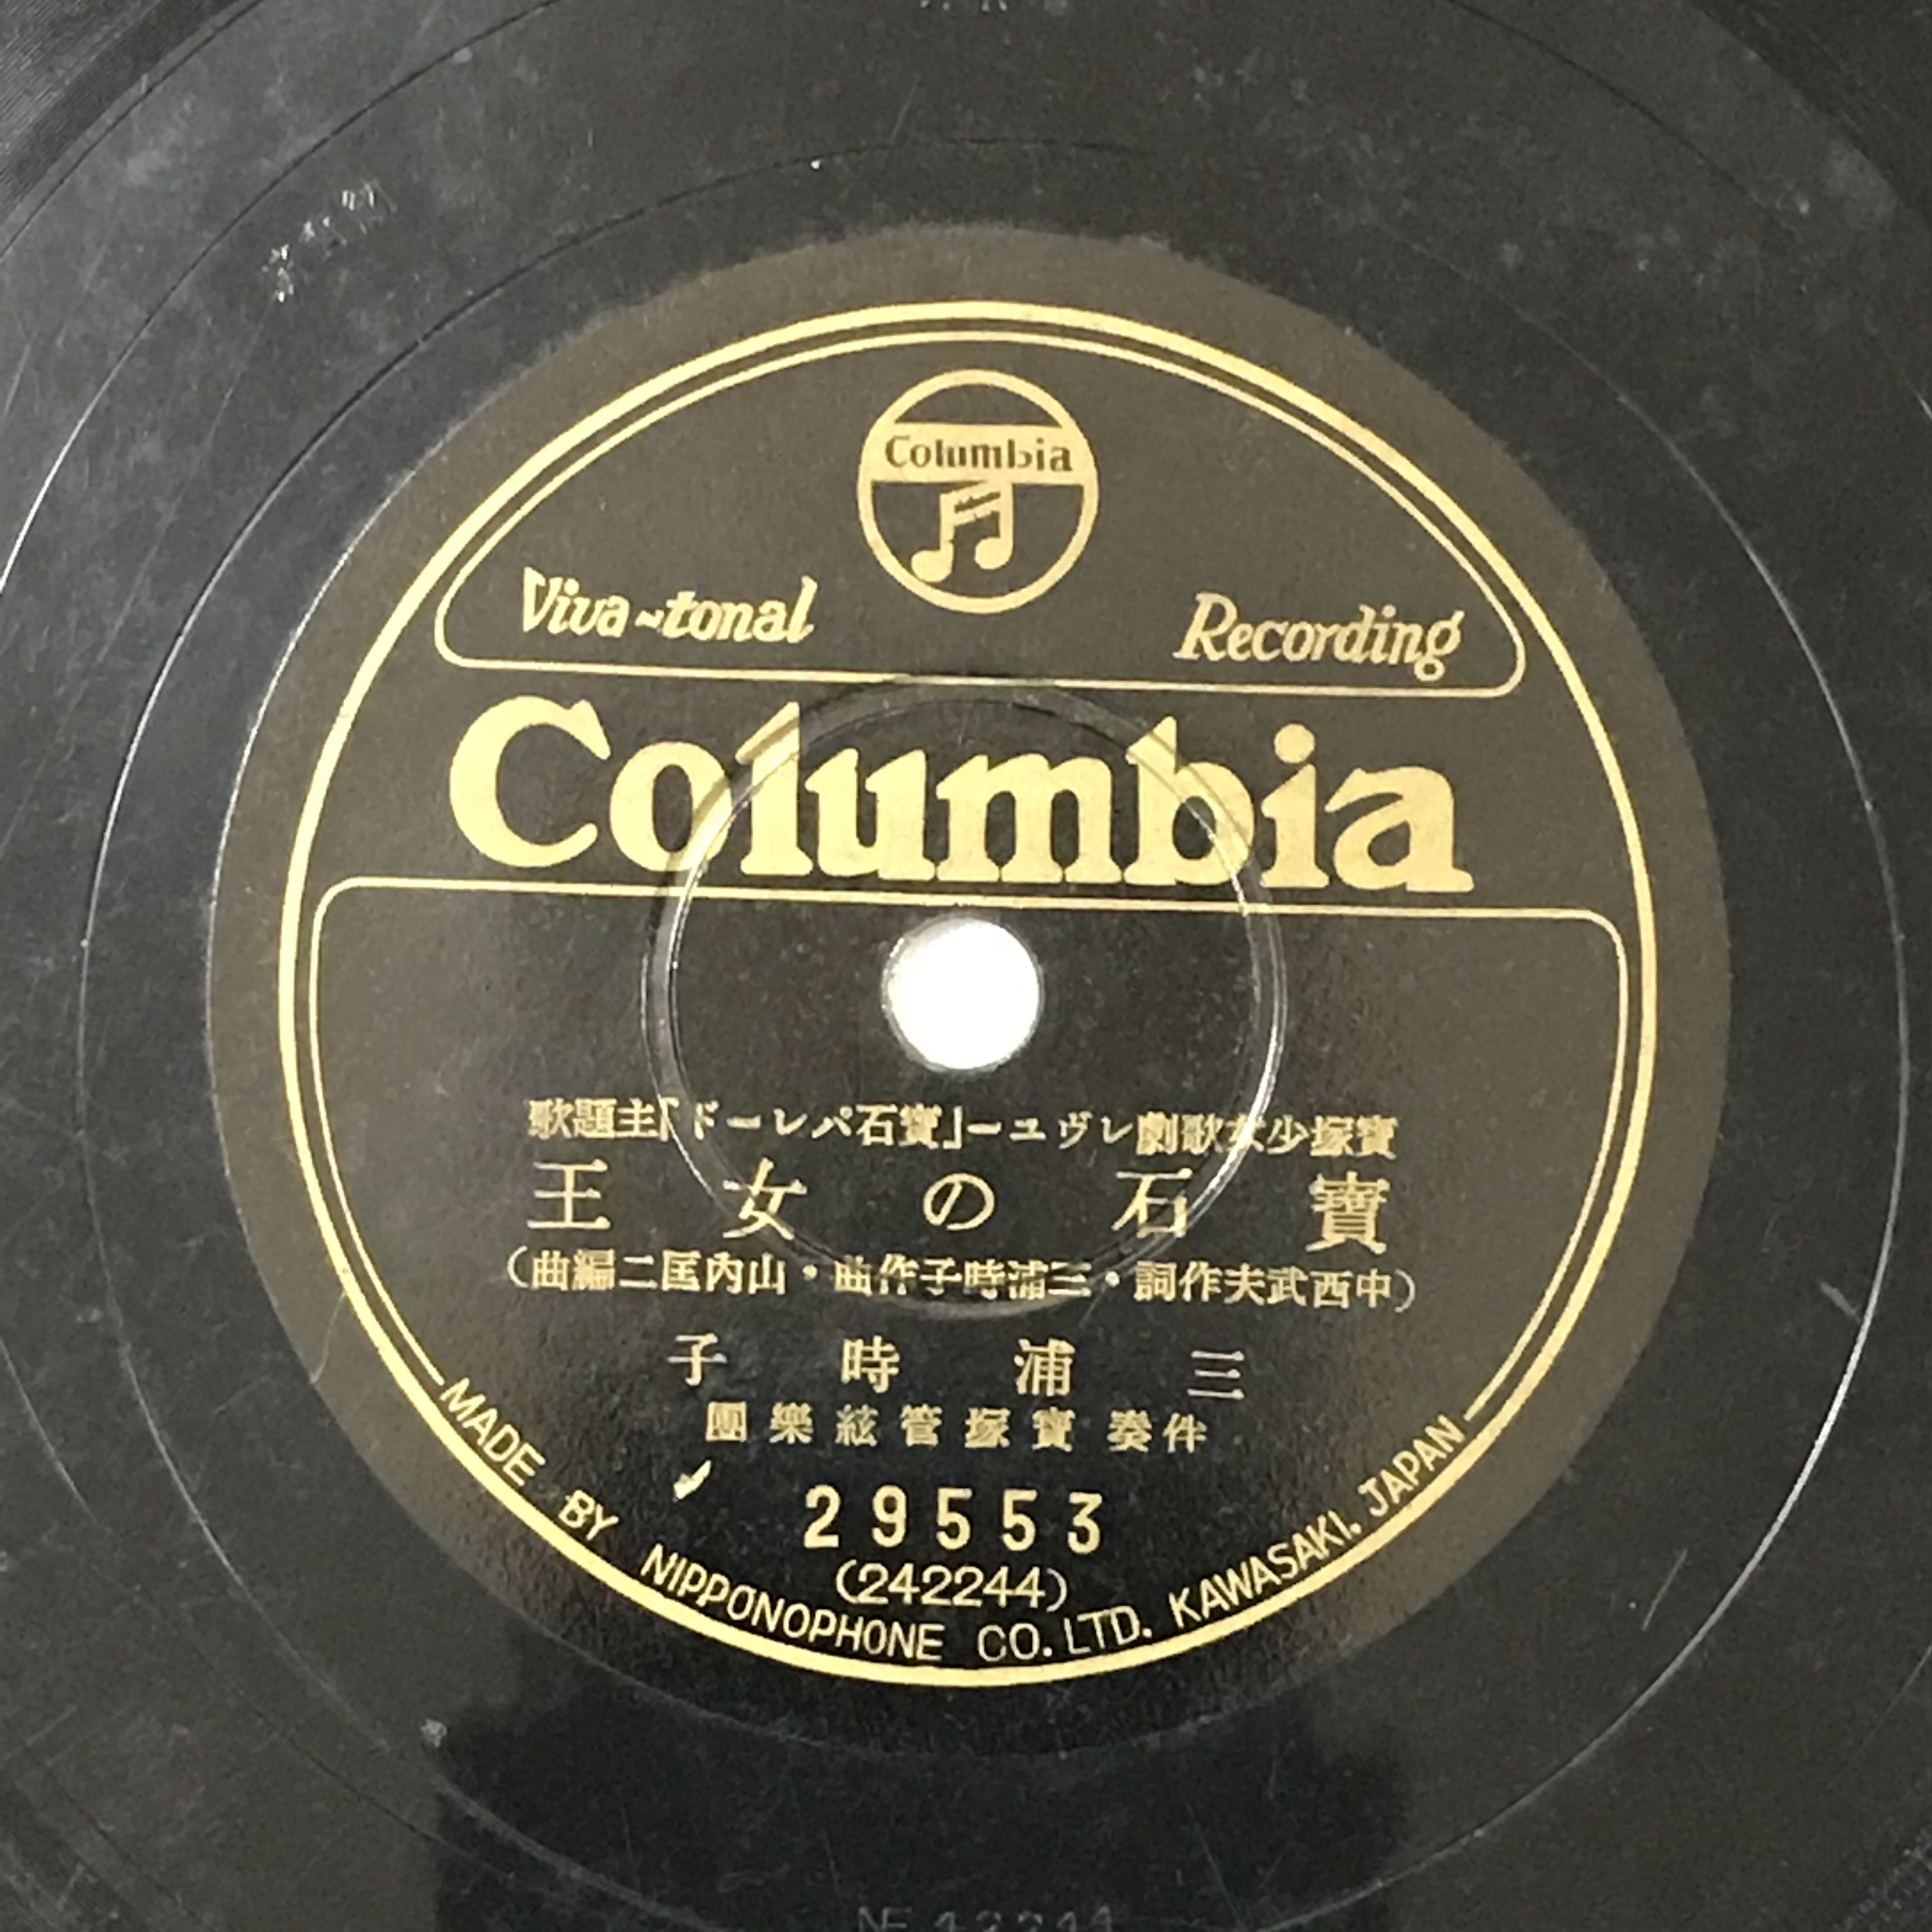 Columbia
Viva-tonal Recording
Columbia
寶塚少女歌劇レヴユー「寶石パレード」主題歌
寶石の女王
(中西武夫作詞・三浦時子作曲・山內匡二編曲)
三浦時子
伴奏 寶塚管絃樂團
29553
(242244)
MADE BY NIPPONOPHONE CO. LTD. KAWASAKI. JAPAN